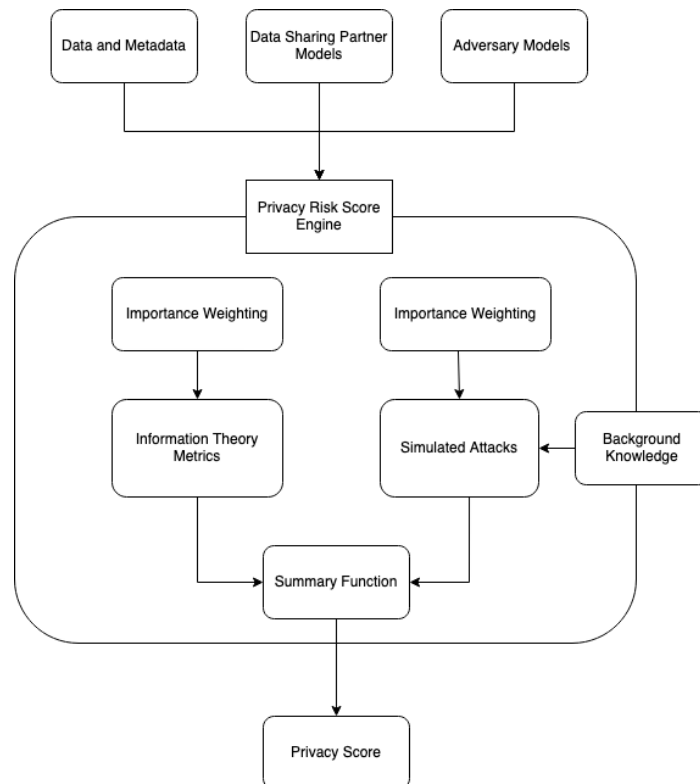 Data and Metadata
Data Sharing Partner
Models
Adversary Models
Privacy Risk Score
Engine
Importance Weighting
Importance Weighting
Information Theory
Metrics
Simulated Attacks
Background
Knowledge
Summary Function
Privacy Score